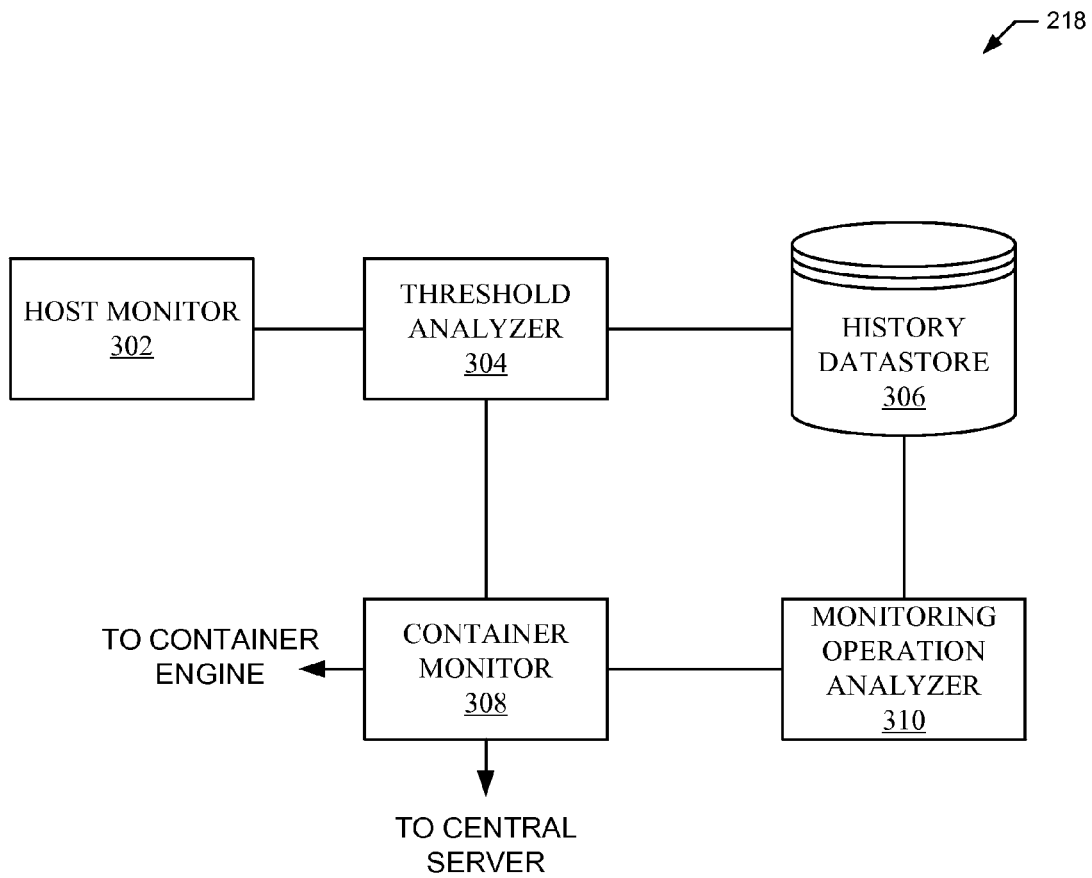 218
HOST MONITOR
302
THRESHOLD
ANALYZER
304
HISTORY
DATASTORE
306
TO CONTAINER
ENGINE
CONTAINER
MONITOR
308
MONITORING
OPERATION
ANALYZER
310
TO CENTRAL
SERVER